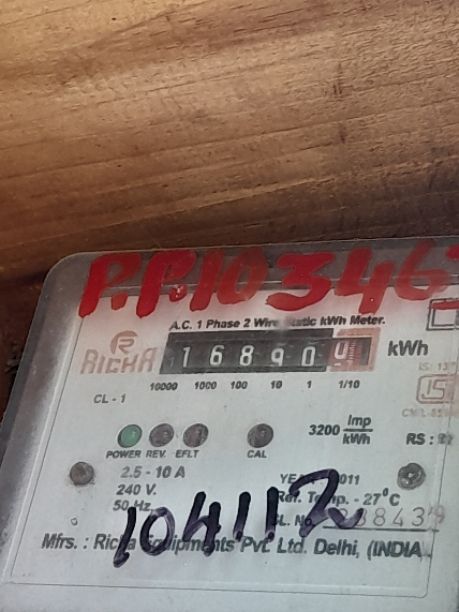 P.P.10346
A.C. 1 Phase 2 Wire Static kWh Meter.
RICHA
16890 kWh
10000 1000 100 10 1 1/10
CL - 1
3200 Imp/kWh
POWER REV. EFLT CAL
RS :
2.5 - 10 A
240 V.
50 Hz
Ref. Temp. - 27°C
SL. No.
104112
Mfrs. : Richa Equipments Pvt. Ltd. Delhi, (INDIA